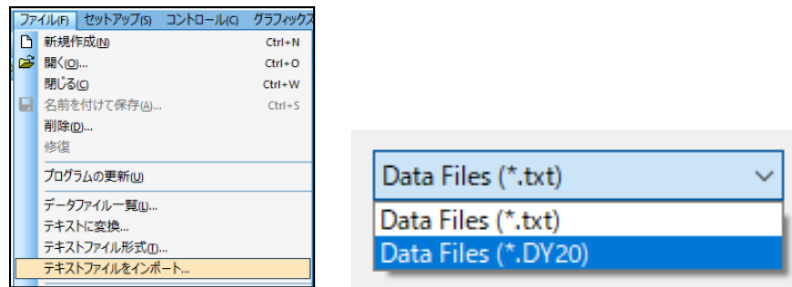 ファイル(F) セットアップ(S) コントロール(C) グラフィックス
新規作成(N) Ctrl+N
開く(O)... Ctrl+O
閉じる(C) Ctrl+W
名前を付けて保存(A)... Ctrl+S
削除(D)...
修復
プログラムの更新(U)
データファイル一覧(L)...
テキストに変換...
テキストファイル形式(T)...
テキストファイルをインポート...
Data Files (*.txt)
Data Files (*.txt)
Data Files (*.DY20)